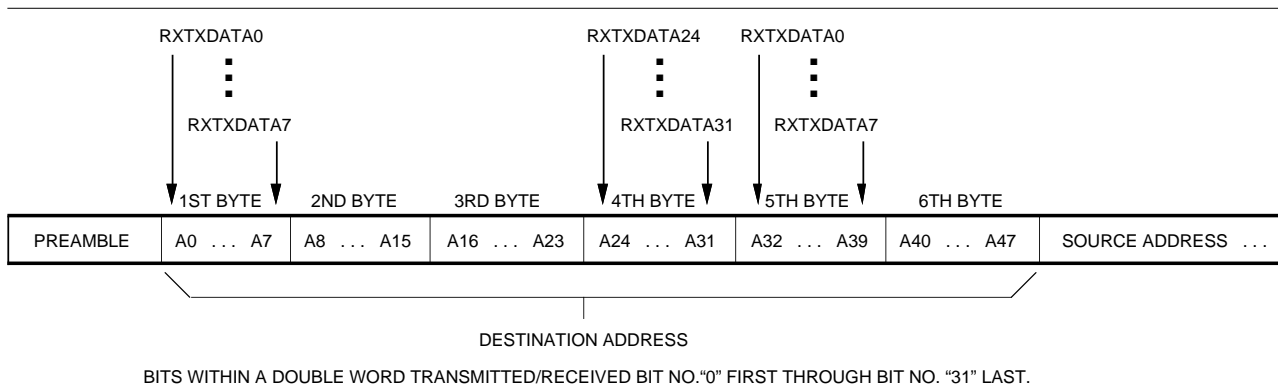 RXTXDATA0 RXTXDATA24 RXTXDATA0
RXTXDATA7 RXTXDATA31 RXTXDATA7
1ST BYTE 2ND BYTE 3RD BYTE 4TH BYTE 5TH BYTE 6TH BYTE
PREAMBLE A0 ... A7 A8 ... A15 A16 ... A23 A24 ... A31 A32 ... A39 A40 ... A47 SOURCE ADDRESS ...
DESTINATION ADDRESS
BITS WITHIN A DOUBLE WORD TRANSMITTED/RECEIVED BIT NO.“0” FIRST THROUGH BIT NO. “31” LAST.